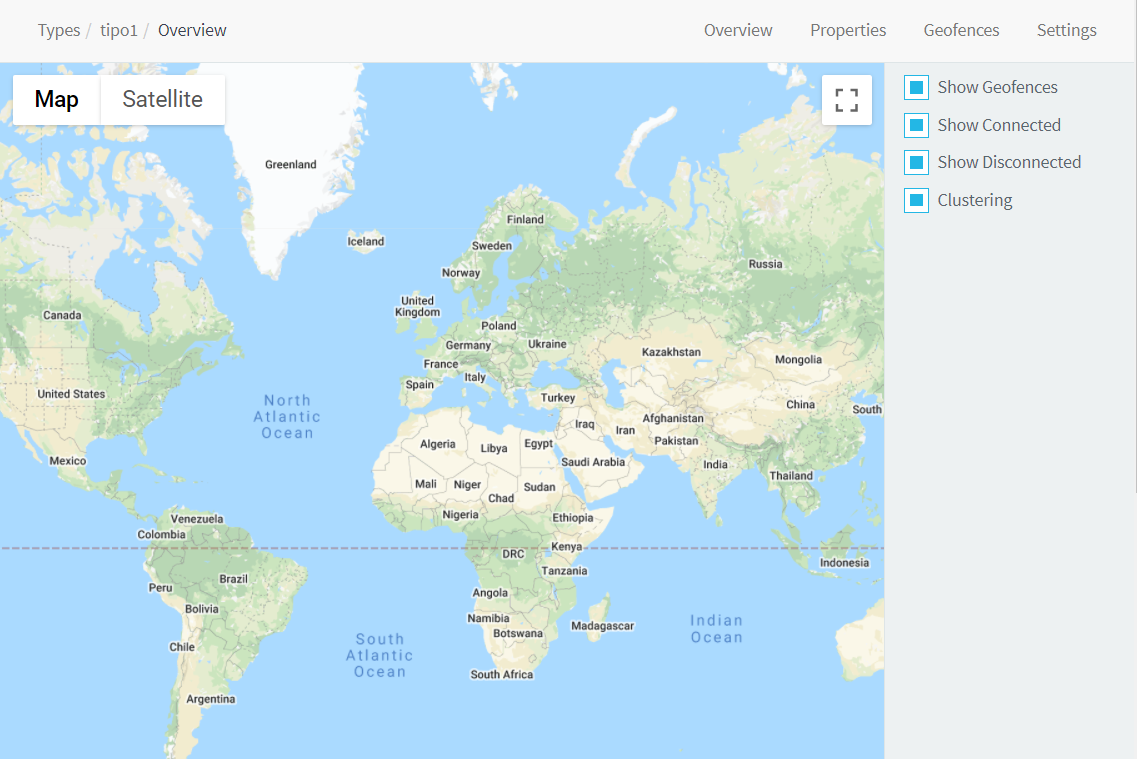 Types / tipo1 / Overview
Overview Properties Geofences Settings
Map Satellite
Show Geofences
Show Connected
Show Disconnected
Clustering
Greenland
Finland
Iceland
Sweden
Russia
Norway
United
Kingdom
Canada
Poland
Germany
Ukraine
Kazakhstan
Mongolia
France
Italy
Spain
United States
Turkey
North
Atlantic
Ocean
China
South
Iraq
Afghanistan
Iran
Pakistan
Algeria
Libya
Egypt
Mexico
Saudi Arabia
India
Thailand
Mali
Niger
Sudan
Chad
Venezuela
Nigeria
Ethiopia
Colombia
DRC
Kenya
Indonesia
Tanzania
Brazil
Peru
Angola
Bolivia
Namibia
Madagascar
Botswana
Indian
Ocean
Chile
South
Atlantic
Ocean
South Africa
Argentina